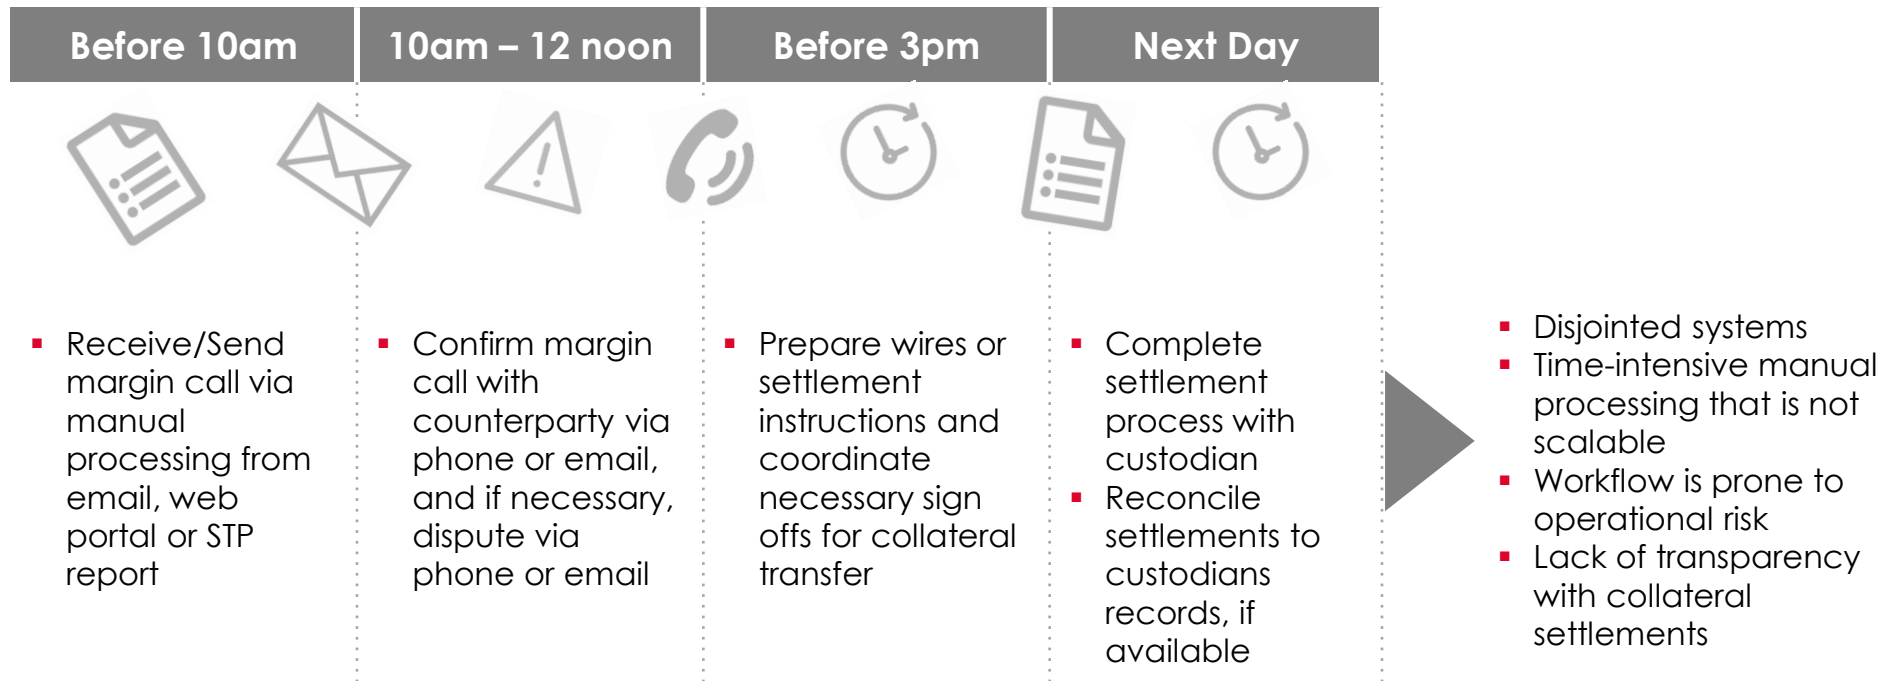 Before 10am
10am – 12 noon
Before 3pm
Next Day
▪ Receive/Send
margin call via
manual
processing from
email, web
portal or STP
report
▪ Confirm margin
call with
counterparty via
phone or email,
and if necessary,
dispute via
phone or email
▪ Prepare wires or
settlement
instructions and
coordinate
necessary sign
offs for collateral
transfer
▪ Complete
settlement
process with
custodian
▪ Reconcile
settlements to
custodians
records, if
available
▪ Disjointed systems
▪ Time-intensive manual
processing that is not
scalable
▪ Workflow is prone to
operational risk
▪ Lack of transparency
with collateral
settlements